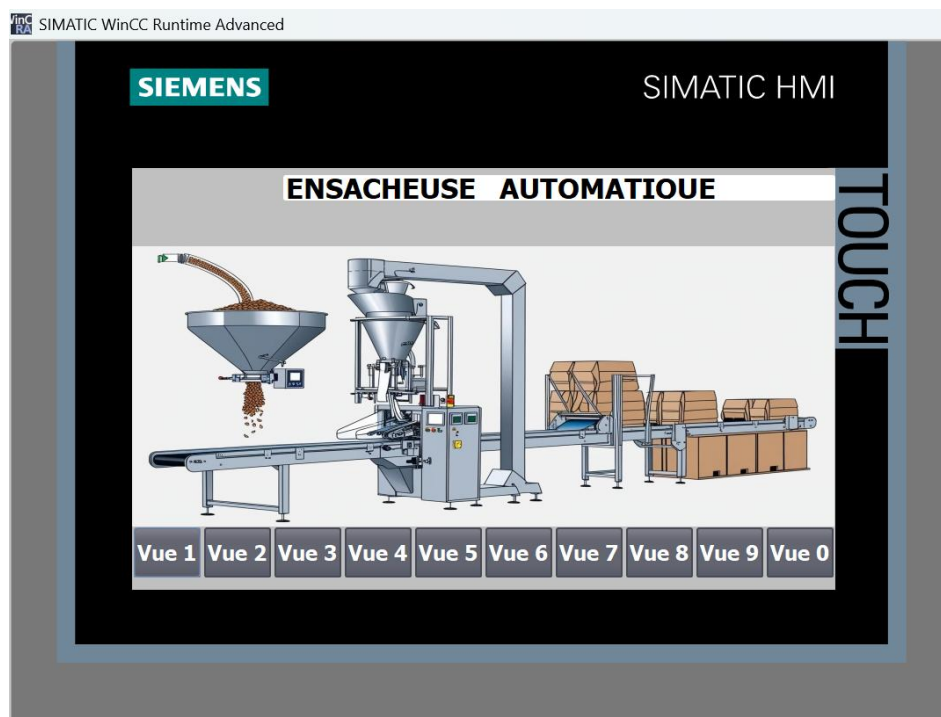 SIMATIC WinCC Runtime Advanced
SIEMENS
SIMATIC HMI
TOUCH
ENSACHEUSE AUTOMATIQUE
Vue 1 Vue 2 Vue 3 Vue 4 Vue 5 Vue 6 Vue 7 Vue 8 Vue 9 Vue 0